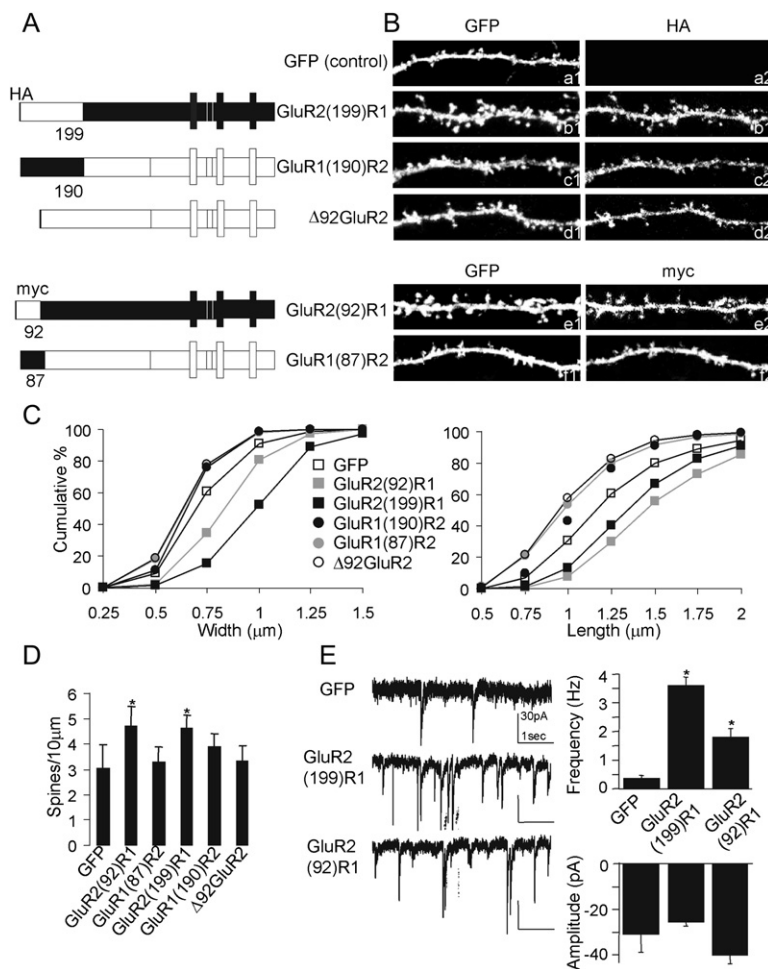 A
B
GFP
HA
GFP (control)
a1
a2
HA
199
GluR2(199)R1
b1
b
190
GluR1(190)R2
c1
c2
Δ92GluR2
d1
d2
GFP
myc
myc
92
GluR2(92)R1
e1
e2
87
GluR1(87)R2
f1
C
Cumulative %
100
80
60
40
20
0
0.25
0.5
0.75
1
1.25
1.5
Width (μm)
GFP
GluR2(92)R1
GluR2(199)R1
GluR1(190)R2
GluR1(87)R2
Δ92GluR2
100
80
60
40
20
0
0.5
0.75
1
1.25
1.5
1.75
2
Length (μm)
D
Spines/10μm
6
5
4
3
2
1
0
*
*
GFP
GluR2(92)R1
GluR1(87)R2
GluR2(199)R1
GluR1(190)R2
Δ92GluR2
E
GFP
30pA
1sec
GluR2
(199)R1
GluR2
(92)R1
Frequency (Hz)
4
3
2
1
0
*
*
GFP
GluR2
(199)R1
GluR2
(92)R1
Amplitude (pA)
0
-20
-40